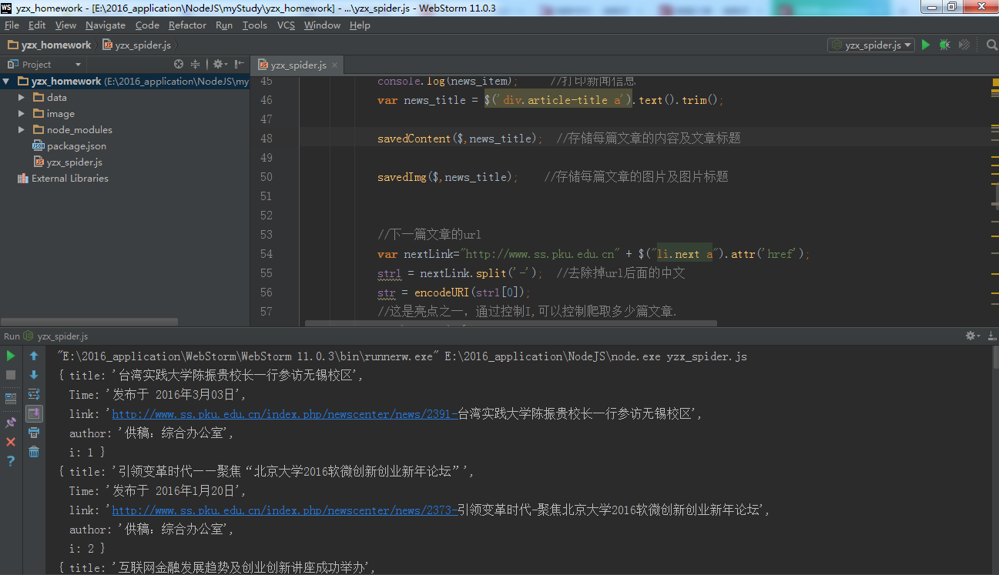 yzx_homework - [E:\2016_application\NodeJS\myStudy\yzx_homework] - ...\yzx_spider.js - WebStorm 11.0.3
File Edit View Navigate Code Refactor Run Tools VCS Window Help
yzx_homework yzx_spider.js yzx_spider.js
Project yzx_spider.js
yzx_homework (E:\2016_application\NodeJS\my
data
image
node_modules
package.json
yzx_spider.js
External Libraries
45 console.log(news_item); //打印新闻信息
46 var news_title = $('div.article-title a').text().trim();
47
48 savedContent($,news_title); //存储每篇文章的内容及文章标题
49
50 savedImg($,news_title); //存储每篇文章的图片及图片标题
51
52
53 //下一篇文章的url
54 var nextLink="http://www.ss.pku.edu.cn" + $("li.next a").attr('href');
55 str1 = nextLink.split('-'); //去除掉url后面的中文
56 str = encodeURI(str1[0]);
57 //这是亮点之一，通过控制I,可以控制爬取多少篇文章.
Run yzx_spider.js
"E:\2016_application\WebStorm\WebStorm 11.0.3\bin\runnerw.exe" E:\2016_application\NodeJS\node.exe yzx_spider.js
{ title: '台湾实践大学陈振贵校长一行参访无锡校区',
Time: '发布于 2016年3月03日',
link: 'http://www.ss.pku.edu.cn/index.php/newscenter/news/2391-台湾实践大学陈振贵校长一行参访无锡校区',
author: '供稿：综合办公室',
i: 1 }
{ title: '引领变革时代——聚焦“北京大学2016软微创新创业新年论坛”',
Time: '发布于 2016年1月20日',
link: 'http://www.ss.pku.edu.cn/index.php/newscenter/news/2373-引领变革时代-聚焦北京大学2016软微创新创业新年论坛',
author: '供稿：综合办公室',
i: 2 }
{ title: '互联网金融发展趋势及创业创新讲座成功举办',